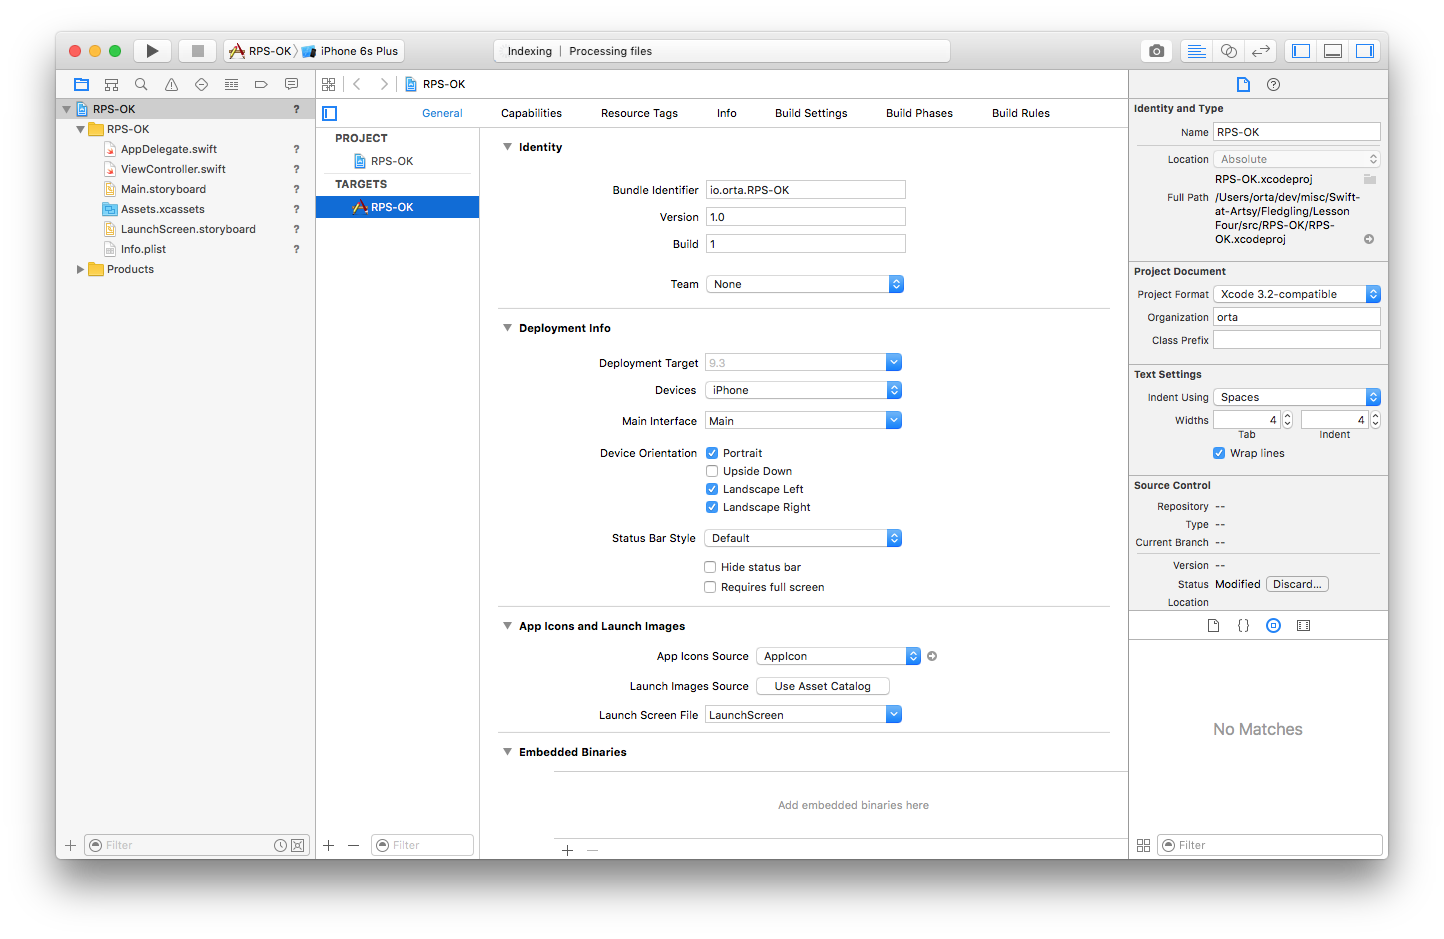 RPS-OK
iPhone 6s Plus
Indexing | Processing files
RPS-OK ?
RPS-OK
AppDelegate.swift ?
ViewController.swift ?
Main.storyboard ?
Assets.xcassets ?
LaunchScreen.storyboard ?
Info.plist ?
Products
Filter
RPS-OK
General Capabilities Resource Tags Info Build Settings Build Phases Build Rules
PROJECT
RPS-OK
TARGETS
RPS-OK
Filter
Identity
Bundle Identifier io.orta.RPS-OK
Version 1.0
Build 1
Team None
Deployment Info
Deployment Target 9.3
Devices iPhone
Main Interface Main
Device Orientation Portrait
Upside Down
Landscape Left
Landscape Right
Status Bar Style Default
Hide status bar
Requires full screen
App Icons and Launch Images
App Icons Source AppIcon
Launch Images Source Use Asset Catalog
Launch Screen File LaunchScreen
Embedded Binaries
Add embedded binaries here
Identity and Type
Name RPS-OK
Location Absolute
RPS-OK.xcodeproj
Full Path /Users/orta/dev/misc/Swift-
at-Artsy/Fledgling/Lesson
Four/src/RPS-OK/RPS-
OK.xcodeproj
Project Document
Project Format Xcode 3.2-compatible
Organization orta
Class Prefix
Text Settings
Indent Using Spaces
Widths 4 4
Tab Indent
Wrap lines
Source Control
Repository --
Type --
Current Branch --
Version --
Status Modified Discard...
Location
{}
No Matches
Filter